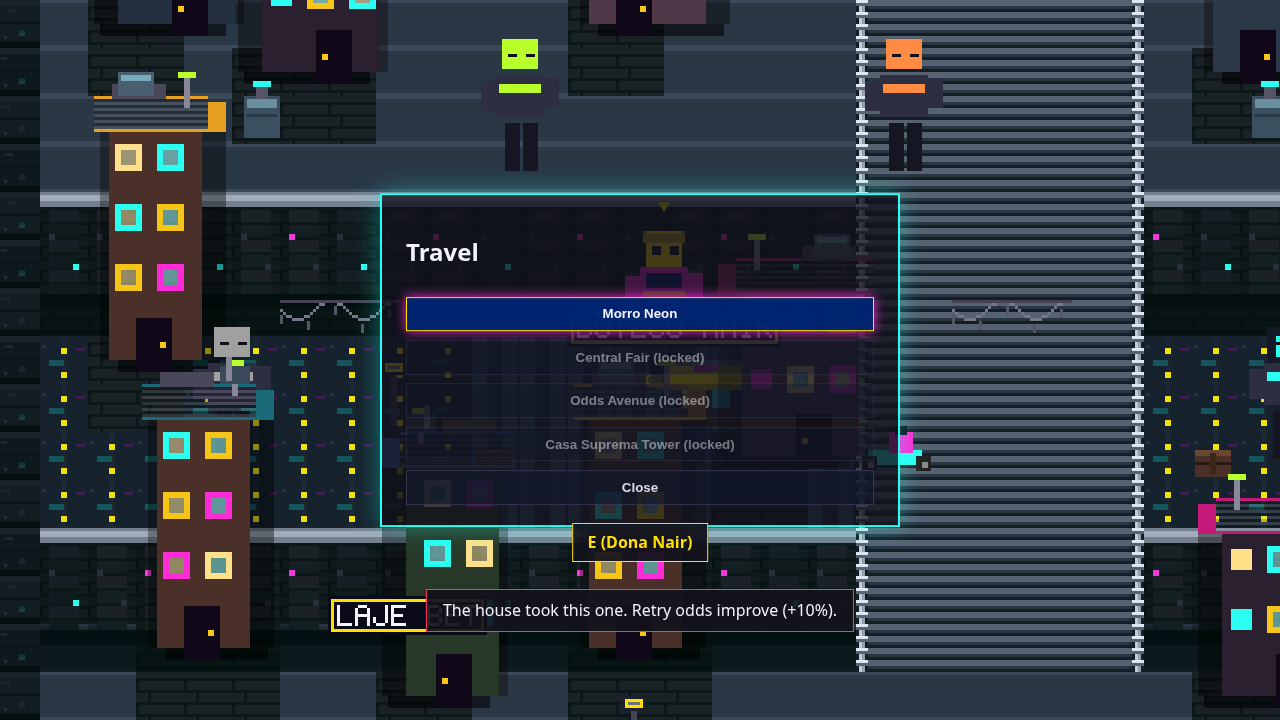 Travel
Morro Neon
Central Fair (locked)
Odds Avenue (locked)
Casa Suprema Tower (locked)
Close
E (Dona Nair)
The house took this one. Retry odds improve (+10%).
LAJE